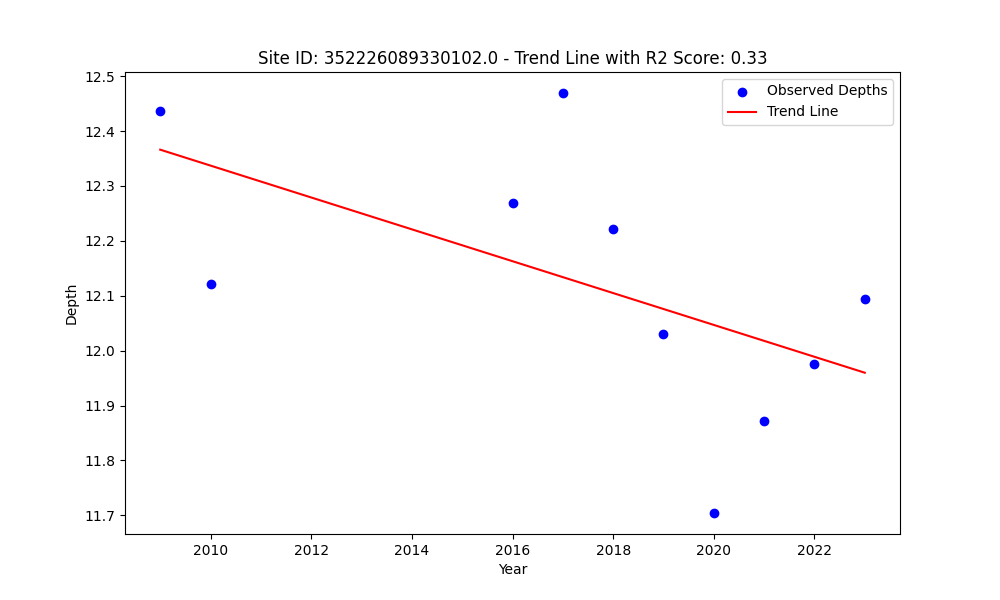 Site ID: 352226089330102.0 - Trend Line with R2 Score: 0.33
Observed Depths
Trend Line
12.5
12.4
12.3
12.2
12.1
12.0
11.9
11.8
11.7
Depth
2010 2012 2014 2016 2018 2020 2022
Year